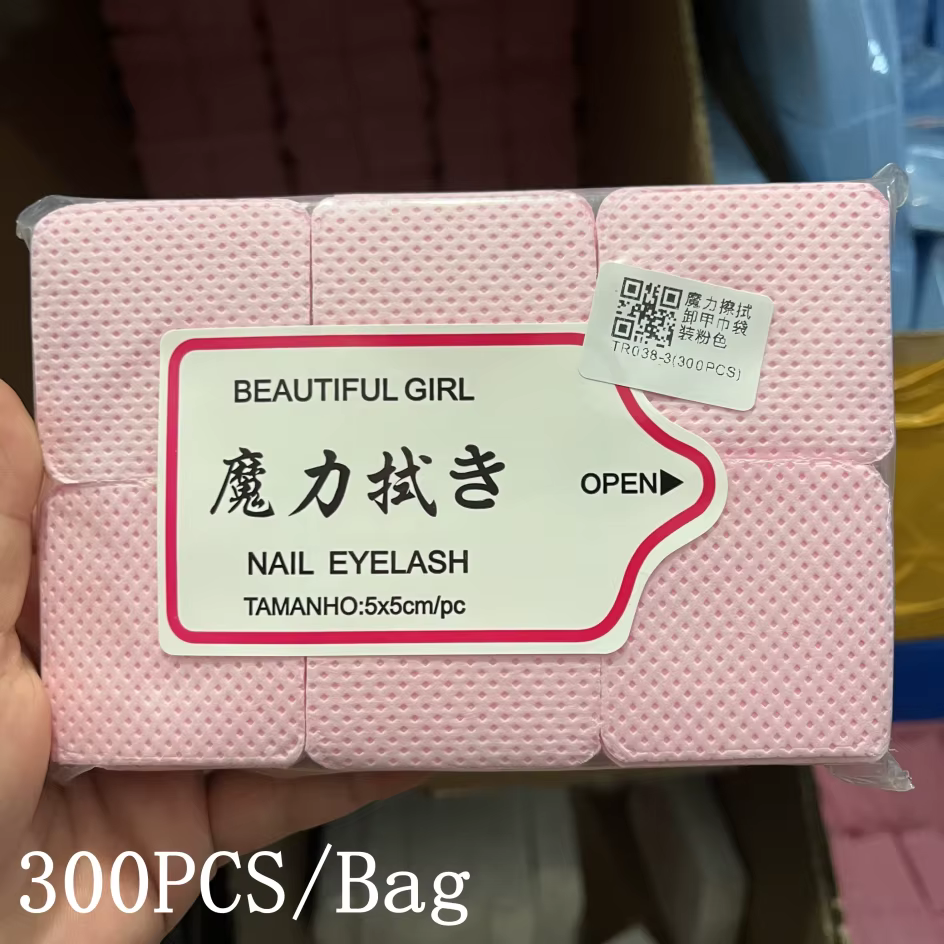 魔力擦拭
卸甲巾袋
装粉色
TR038-3(300PCS)
BEAUTIFUL GIRL
魔力拭き
OPEN▶
NAIL EYELASH
TAMANHO:5x5cm/pc
300PCS/Bag